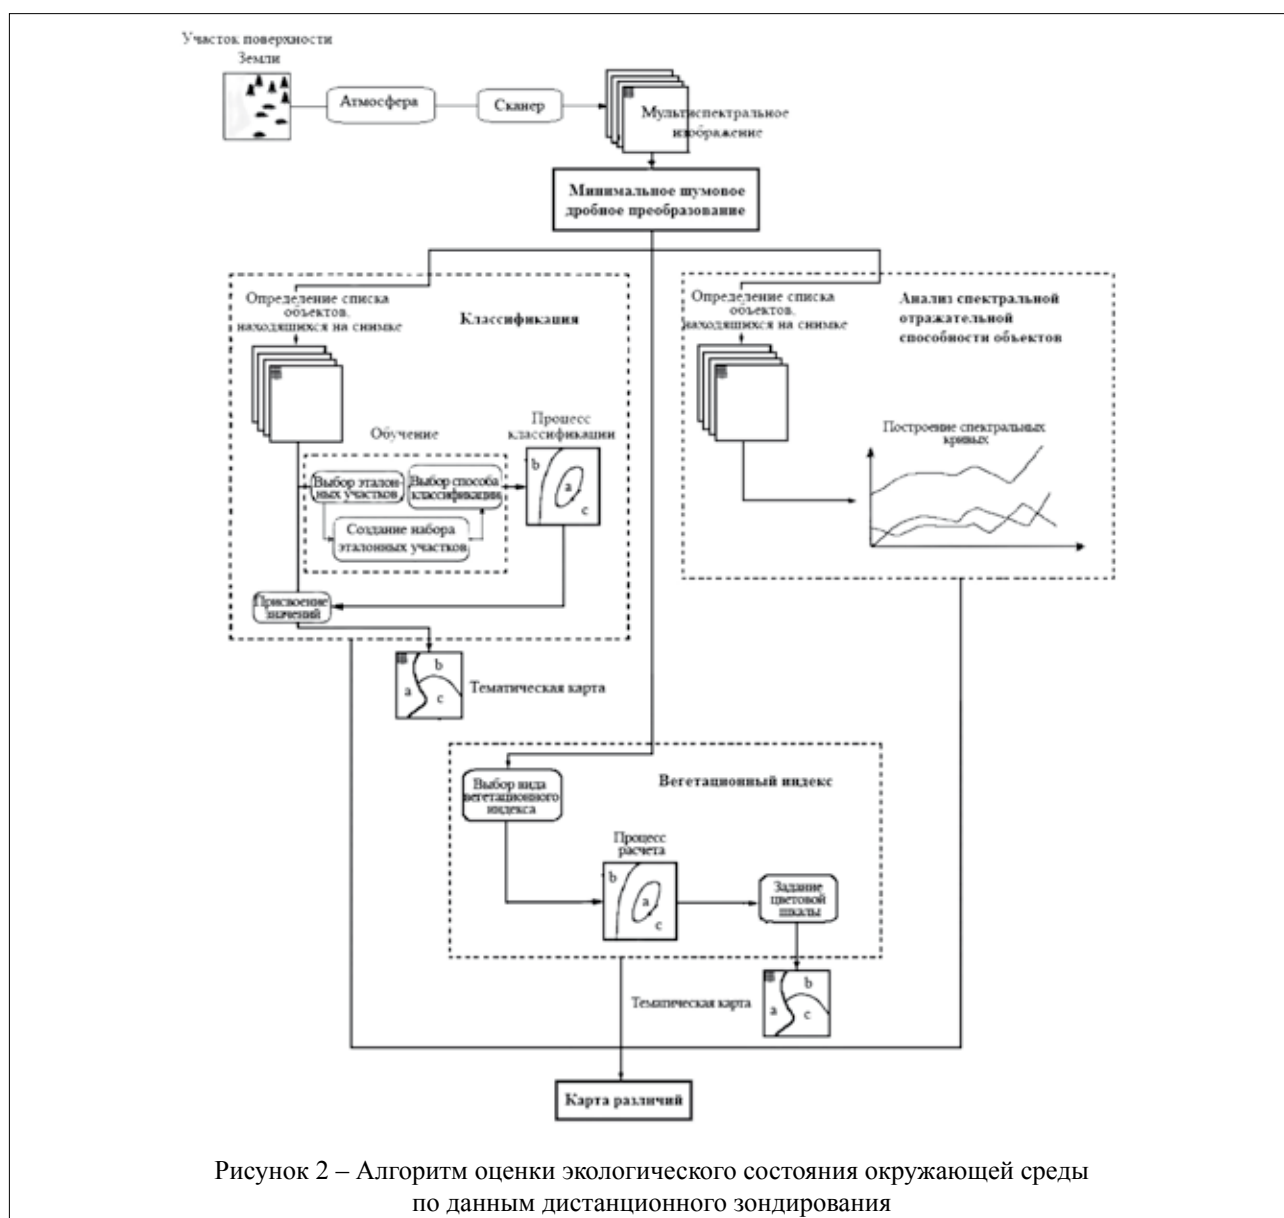 Участок поверхности
Земли
Атмосфера
Сканер
Мультиспектральное
изображение
Минимальное шумовое
дробное преобразование
Определение списка
объектов,
находящихся на снимке
Классификация
Обучение
Процесс
классификации
Выбор эталон-
ных участков
Выбор способа
классификации
Создание набора
эталонных участков
b
a
c
Присвоение
значений
b
a
c
Тематическая карта
Определение списка
объектов,
находящихся на снимке
Анализ спектральной
отражательной
способности объектов
Построение спектральных
кривых
Вегетационный индекс
Выбор вида
вегетационного
индекса
Процесс
расчета
b
a
c
Задание
цветовой
шкалы
Тематическая карта
b
a
c
Карта различий
Рисунок 2 – Алгоритм оценки экологического состояния окружающей среды
по данным дистанционного зондирования